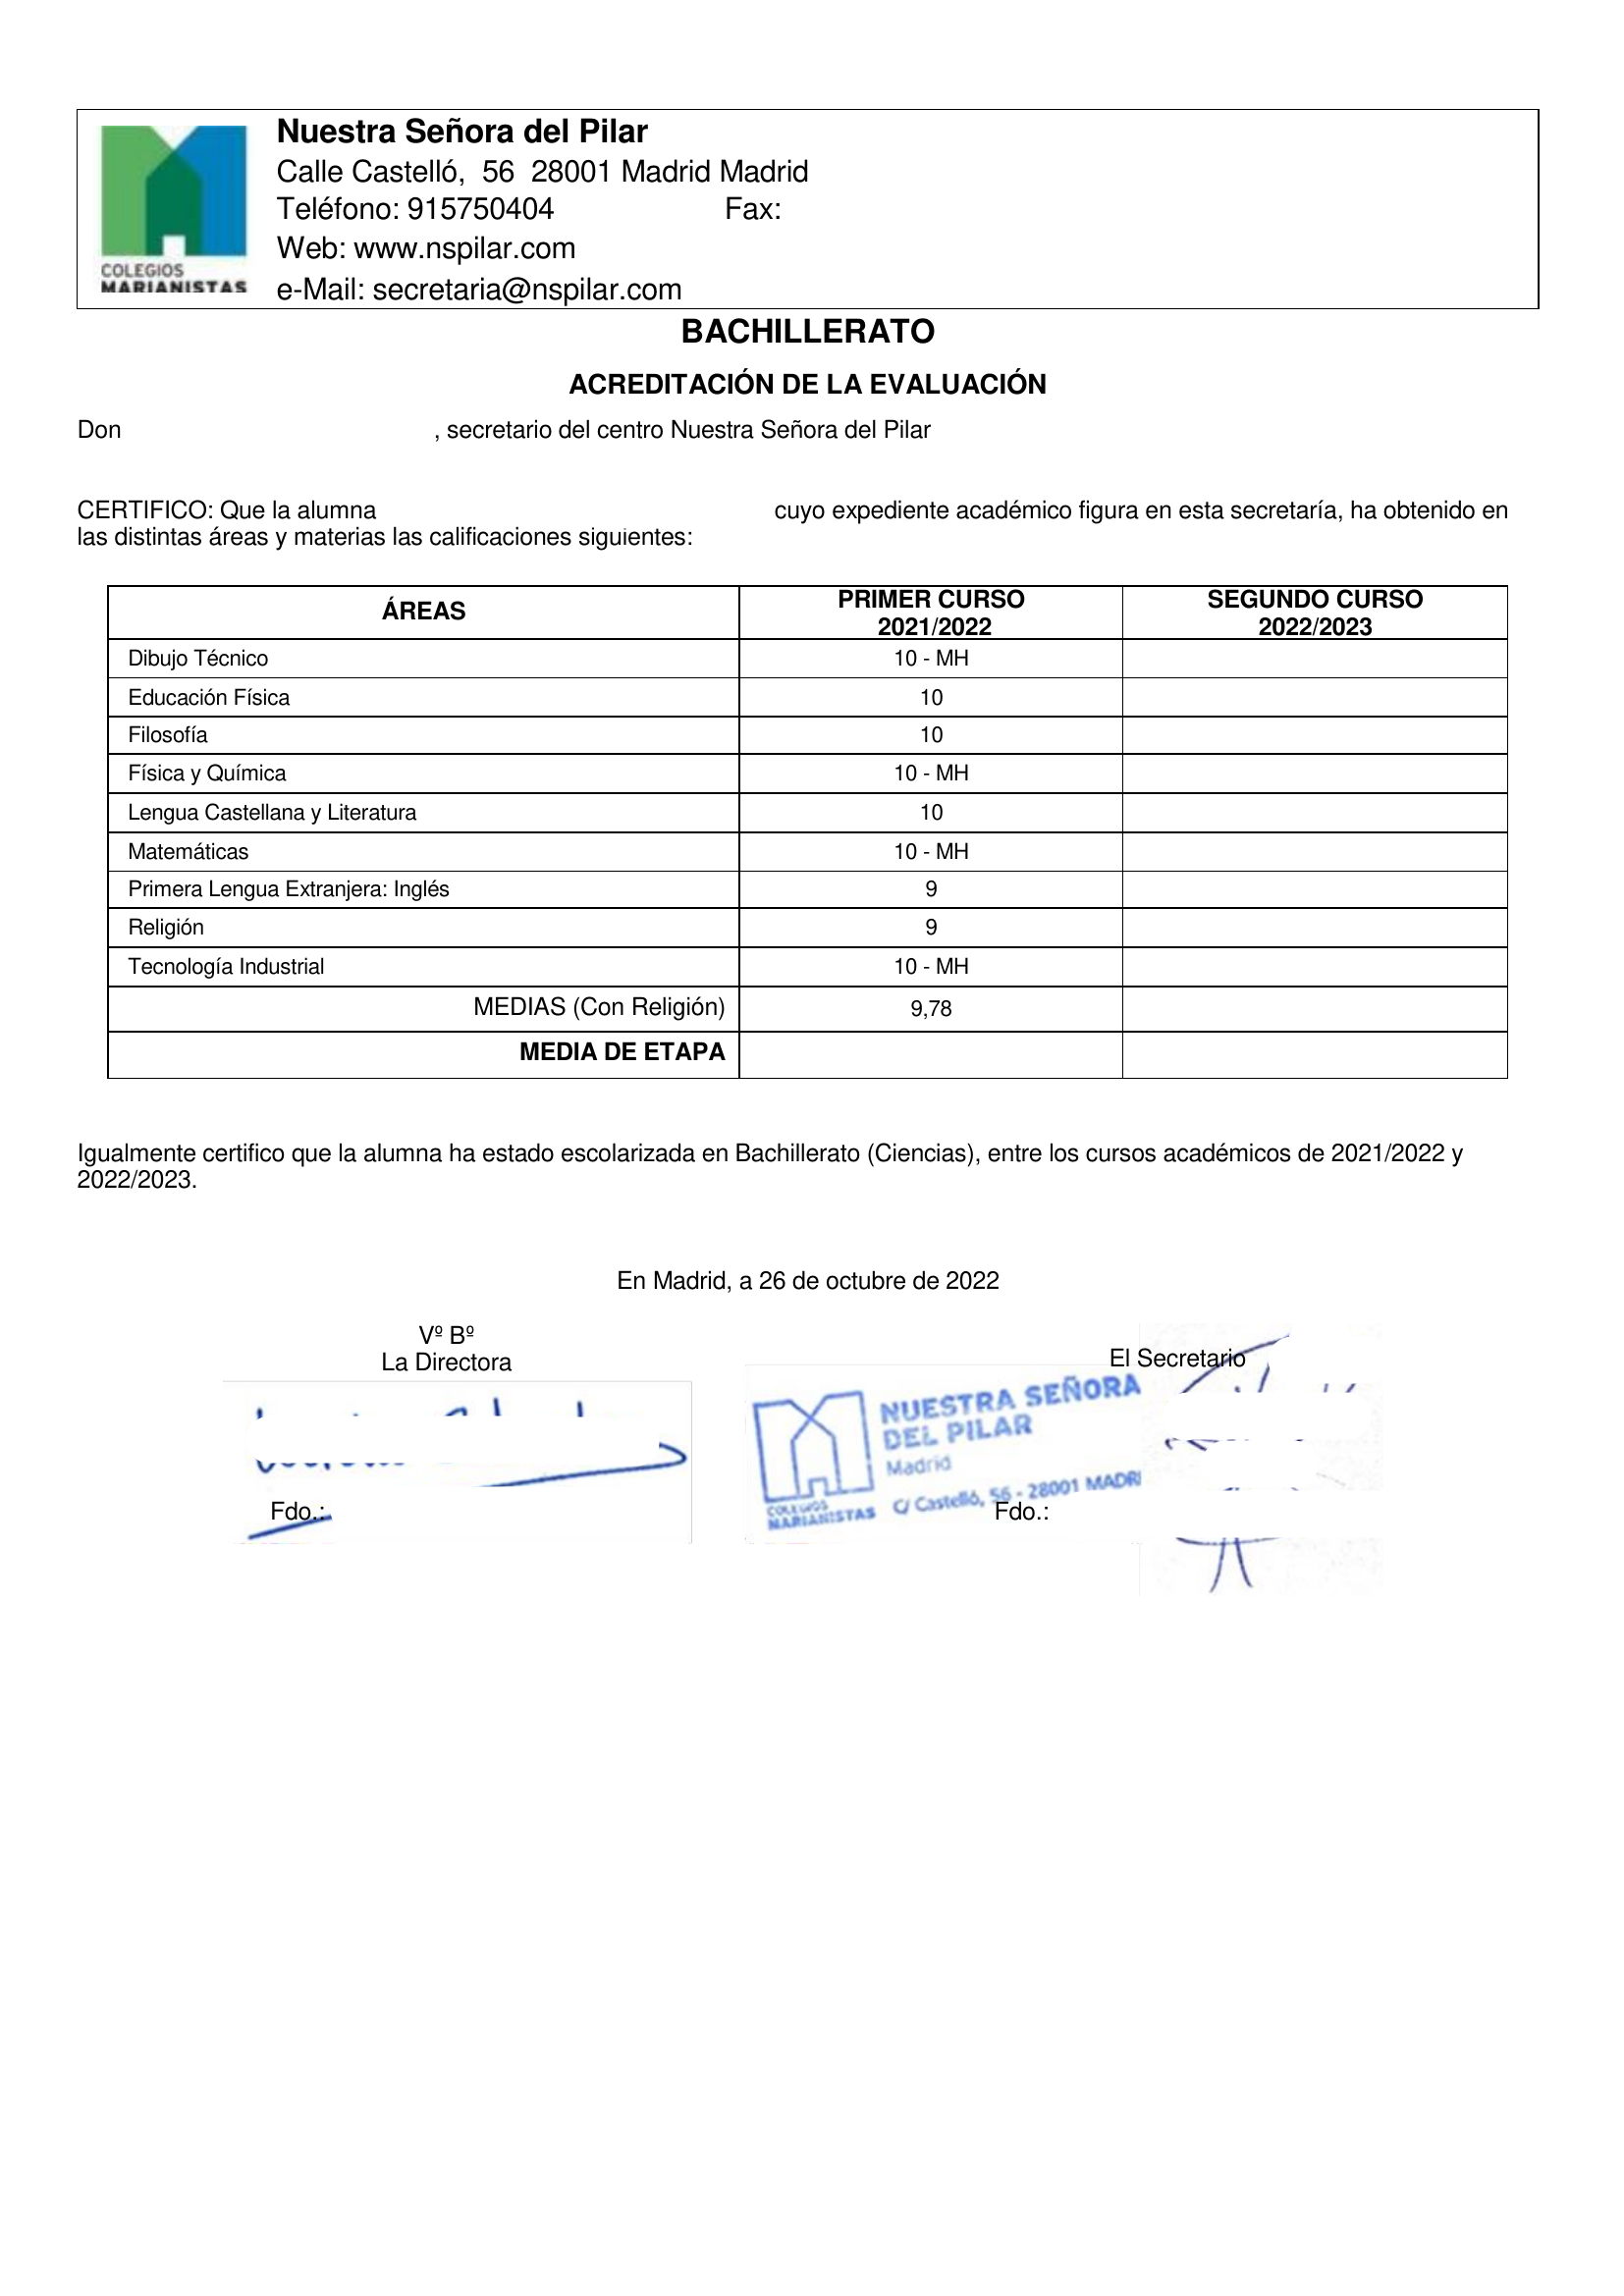 COLEGIOS
MARIANISTAS
Nuestra Señora del Pilar
Calle Castelló, 56 28001 Madrid Madrid
Teléfono: 915750404 Fax:
Web: www.nspilar.com
e-Mail: secretaria@nspilar.com
BACHILLERATO
ACREDITACIÓN DE LA EVALUACIÓN
Don , secretario del centro Nuestra Señora del Pilar
CERTIFICO: Que la alumna cuyo expediente académico figura en esta secretaría, ha obtenido en
las distintas áreas y materias las calificaciones siguientes:
ÁREAS PRIMER CURSO 2021/2022 SEGUNDO CURSO 2022/2023
Dibujo Técnico 10 - MH
Educación Física 10
Filosofía 10
Física y Química 10 - MH
Lengua Castellana y Literatura 10
Matemáticas 10 - MH
Primera Lengua Extranjera: Inglés 9
Religión 9
Tecnología Industrial 10 - MH
MEDIAS (Con Religión) 9,78
MEDIA DE ETAPA
Igualmente certifico que la alumna ha estado escolarizada en Bachillerato (Ciencias), entre los cursos académicos de 2021/2022 y
2022/2023.
En Madrid, a 26 de octubre de 2022
Vº Bº
La Directora
El Secretario
NUESTRA SEÑORA
DEL PILAR
Madrid
C/ Castelló, 56 - 28001 MADRI
COLEGIOS
MARIANISTAS
Fdo.:
Fdo.: